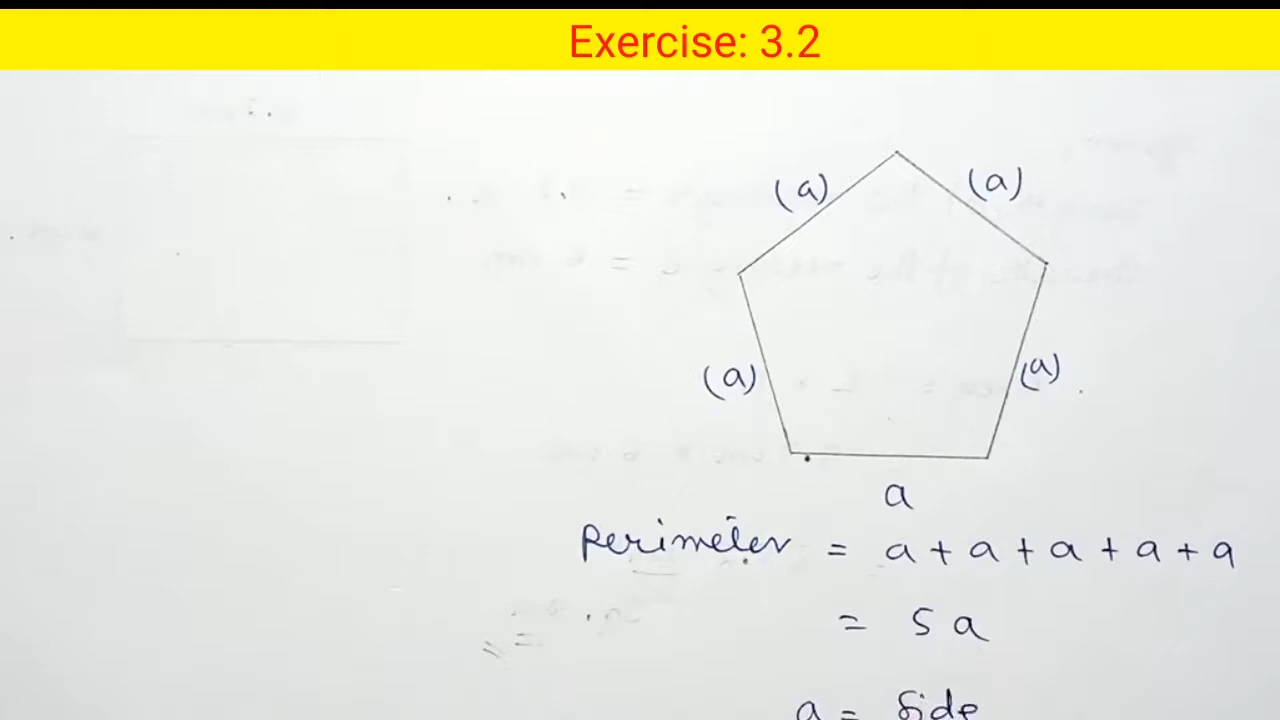 Exercise: 3.2
(a) (a)
(a) (a)
a
Perimeter = a + a + a + a + a
= 5 a
a = Side